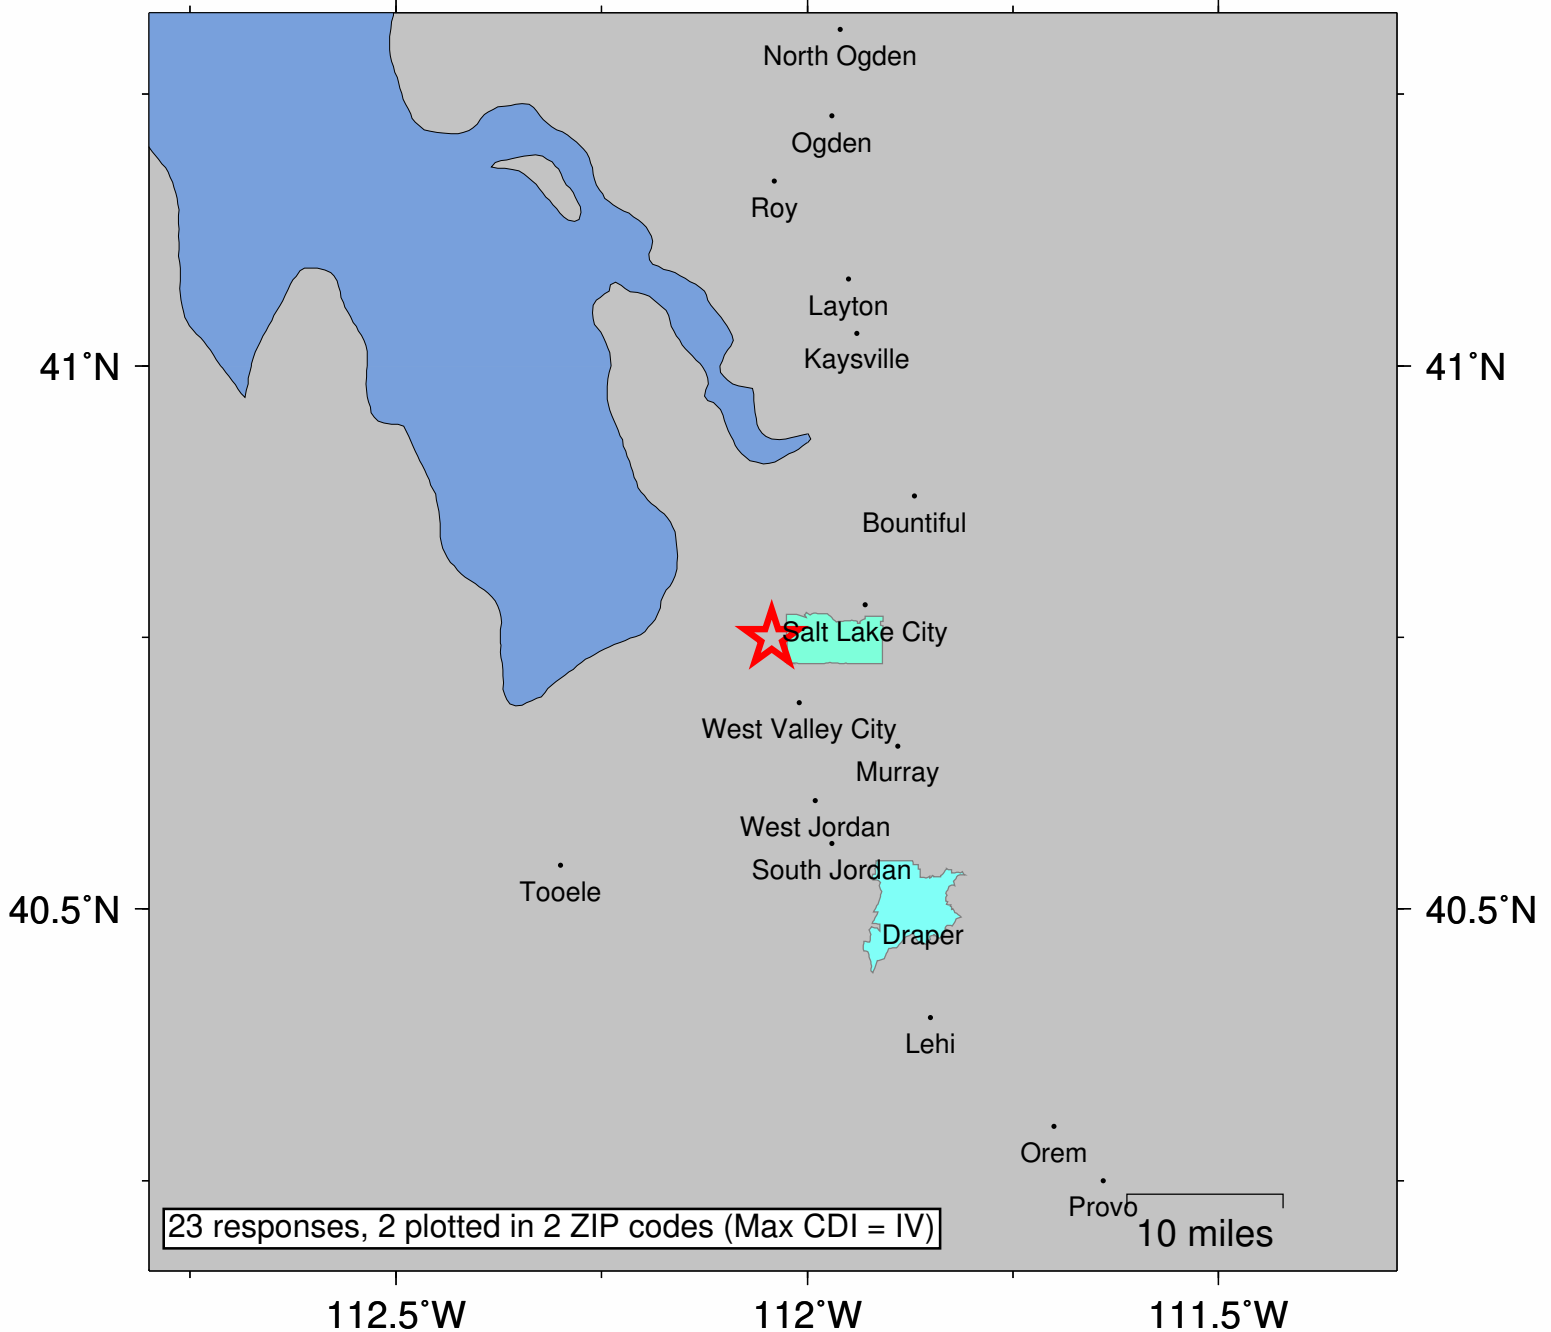 North Ogden
Ogden
Roy
Layton
Kaysville
41°N
41°N
Bountiful
Salt Lake City
West Valley City
Murray
West Jordan
South Jordan
Tooele
40.5°N
40.5°N
Draper
Lehi
Orem
Provo
10 miles
23 responses, 2 plotted in 2 ZIP codes (Max CDI = IV)
112.5°W
112°W
111.5°W